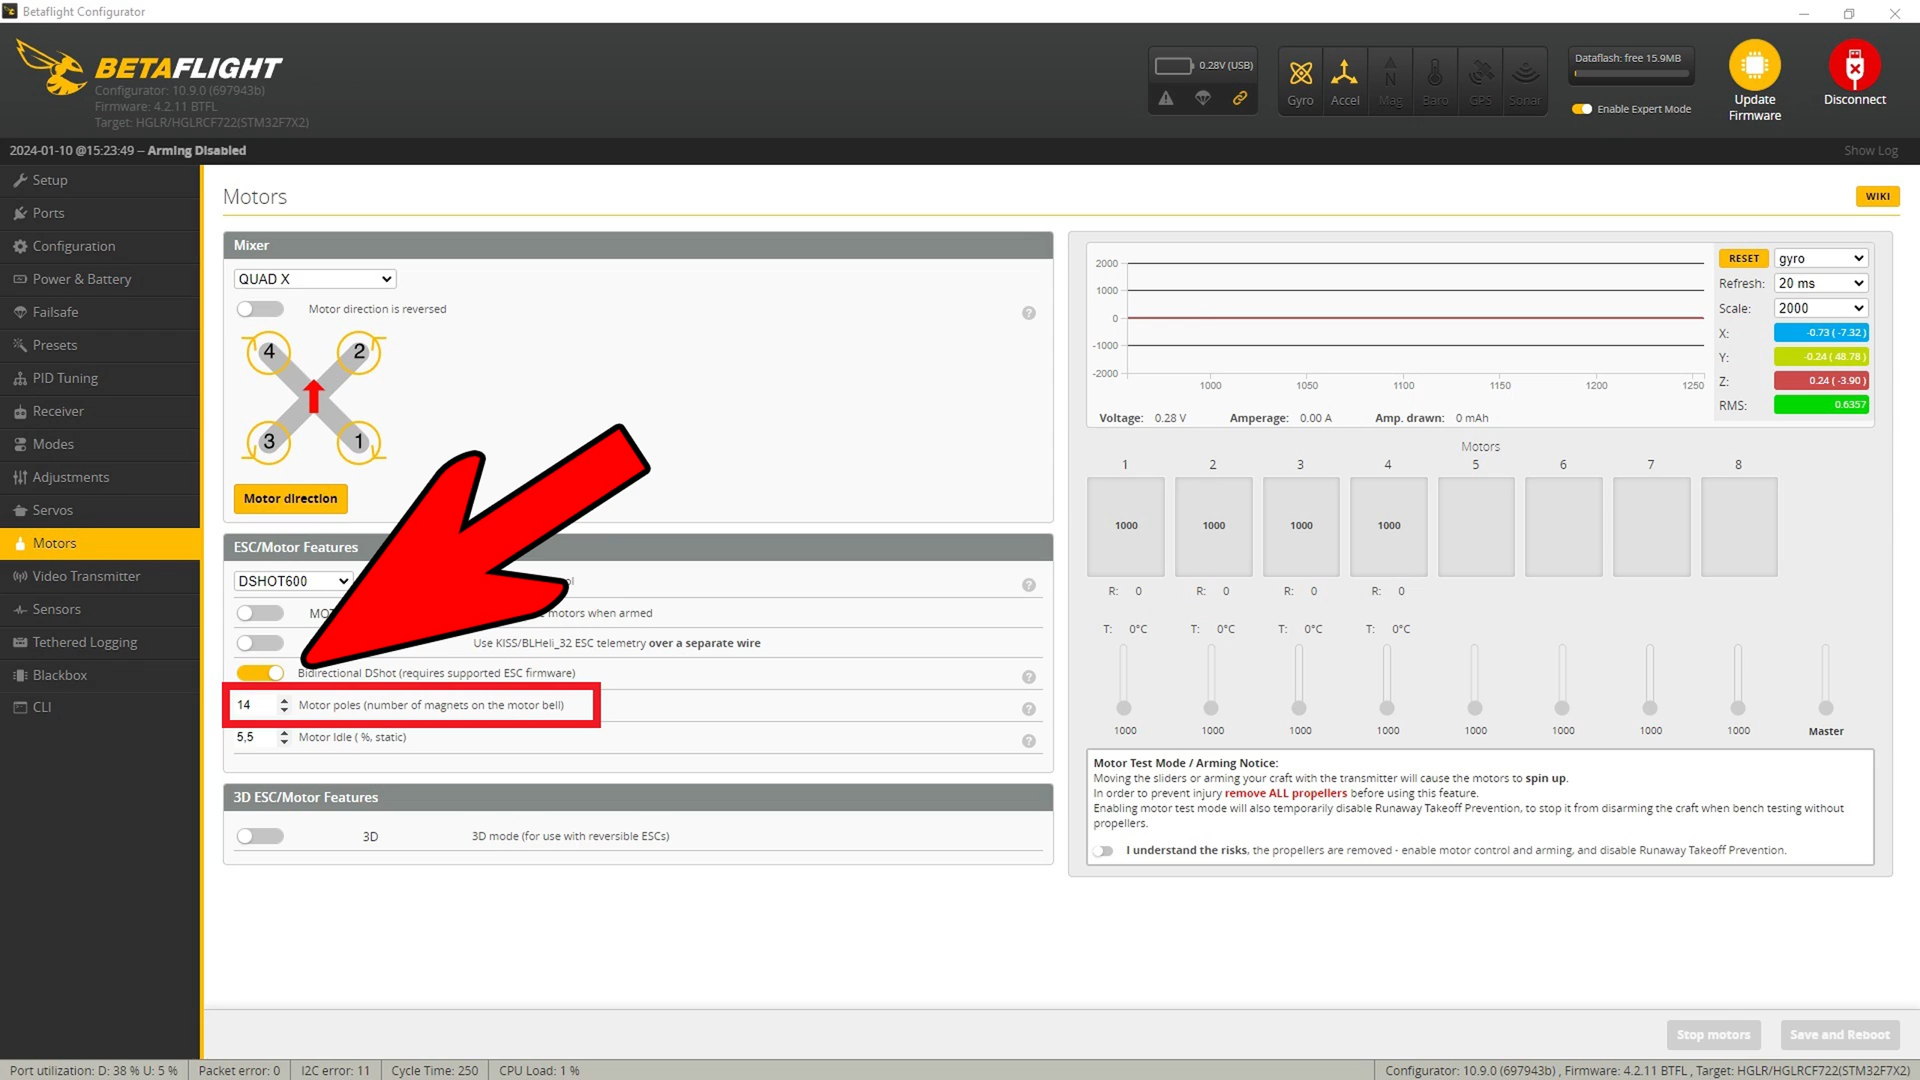 Betaflight Configurator
BETAFLIGHT
Configurator: 10.9.0 (697943b)
Firmware: 4.2.11 BTFL
Target: HGLR/HGLRCF722(STM32F7X2)
0.28V (USB)
Gyro
Accel
Mag
Baro
GPS
Sonar
Dataflash: free 15.9MB
Enable Expert Mode
Update
Firmware
Disconnect
2024-01-10 @15:23:49 -- Arming Disabled
Show Log
Setup
Ports
Configuration
Power & Battery
Failsafe
Presets
PID Tuning
Receiver
Modes
Adjustments
Servos
Motors
Video Transmitter
Sensors
Tethered Logging
Blackbox
CLI
Motors
WIKI
Mixer
QUAD X
Motor direction is reversed
4
2
3
1
Motor direction
ESC/Motor Features
DSHOT600
motors when armed
Use KISS/BLHeli_32 ESC telemetry over a separate wire
Bidirectional DShot (requires supported ESC firmware)
14 Motor poles (number of magnets on the motor bell)
5,5 Motor Idle ( %, static)
3D ESC/Motor Features
3D 3D mode (for use with reversible ESCs)
2000
1000
0
-1000
-2000
1000 1050 1100 1150 1200 1250
RESET gyro
Refresh: 20 ms
Scale: 2000
X: -0.73 ( -7.32 )
Y: -0.24 ( 48.78 )
Z: 0.24 ( -3.90 )
RMS: 0.6357
Voltage: 0.28 V Amperage: 0.00 A Amp. drawn: 0 mAh
Motors
1 2 3 4 5 6 7 8
1000 1000 1000 1000
R: 0 R: 0 R: 0 R: 0
T: 0°C T: 0°C T: 0°C T: 0°C
1000 1000 1000 1000 1000 1000 1000 1000 Master
Motor Test Mode / Arming Notice:
Moving the sliders or arming your craft with the transmitter will cause the motors to spin up.
In order to prevent injury remove ALL propellers before using this feature.
Enabling motor test mode will also temporarily disable Runaway Takeoff Prevention, to stop it from disarming the craft when bench testing without
propellers.
I understand the risks, the propellers are removed - enable motor control and arming, and disable Runaway Takeoff Prevention.
Stop motors
Save and Reboot
Port utilization: D: 38 % U: 5 %
Packet error: 0
I2C error: 11
Cycle Time: 250
CPU Load: 1 %
Configurator: 10.9.0 (697943b) , Firmware: 4.2.11 BTFL , Target: HGLR/HGLRCF722(STM32F7X2)